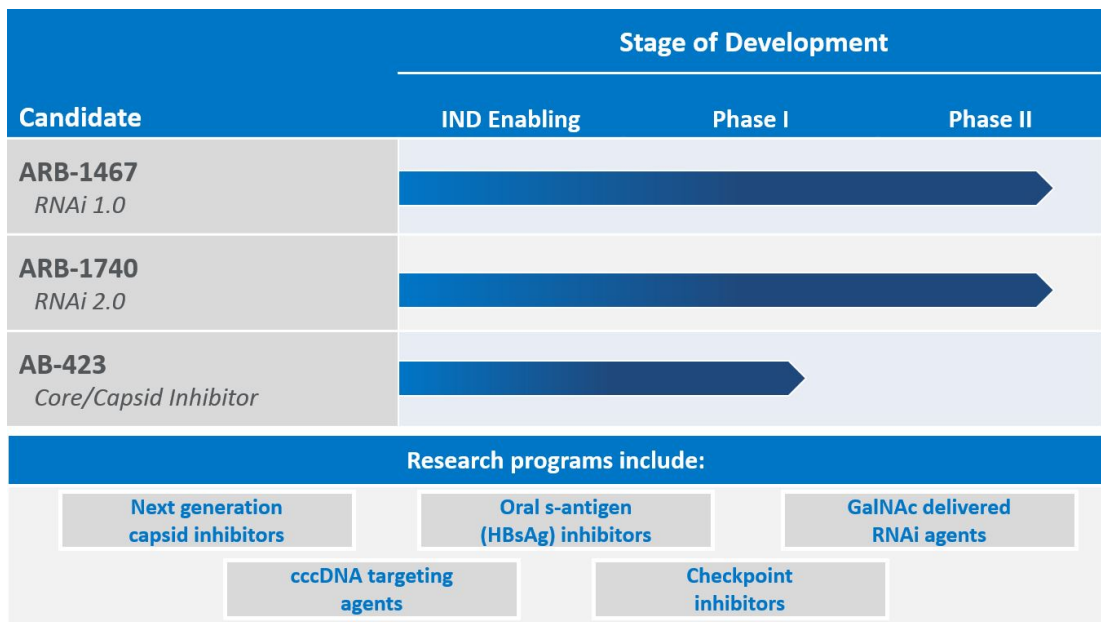 Stage of Development
Candidate
IND Enabling
Phase I
Phase II
ARB-1467
RNAi 1.0
ARB-1740
RNAi 2.0
AB-423
Core/Capsid Inhibitor
Research programs include:
Next generation
capsid inhibitors
Oral s-antigen
(HBsAg) inhibitors
GalNAc delivered
RNAi agents
cccDNA targeting
agents
Checkpoint
inhibitors